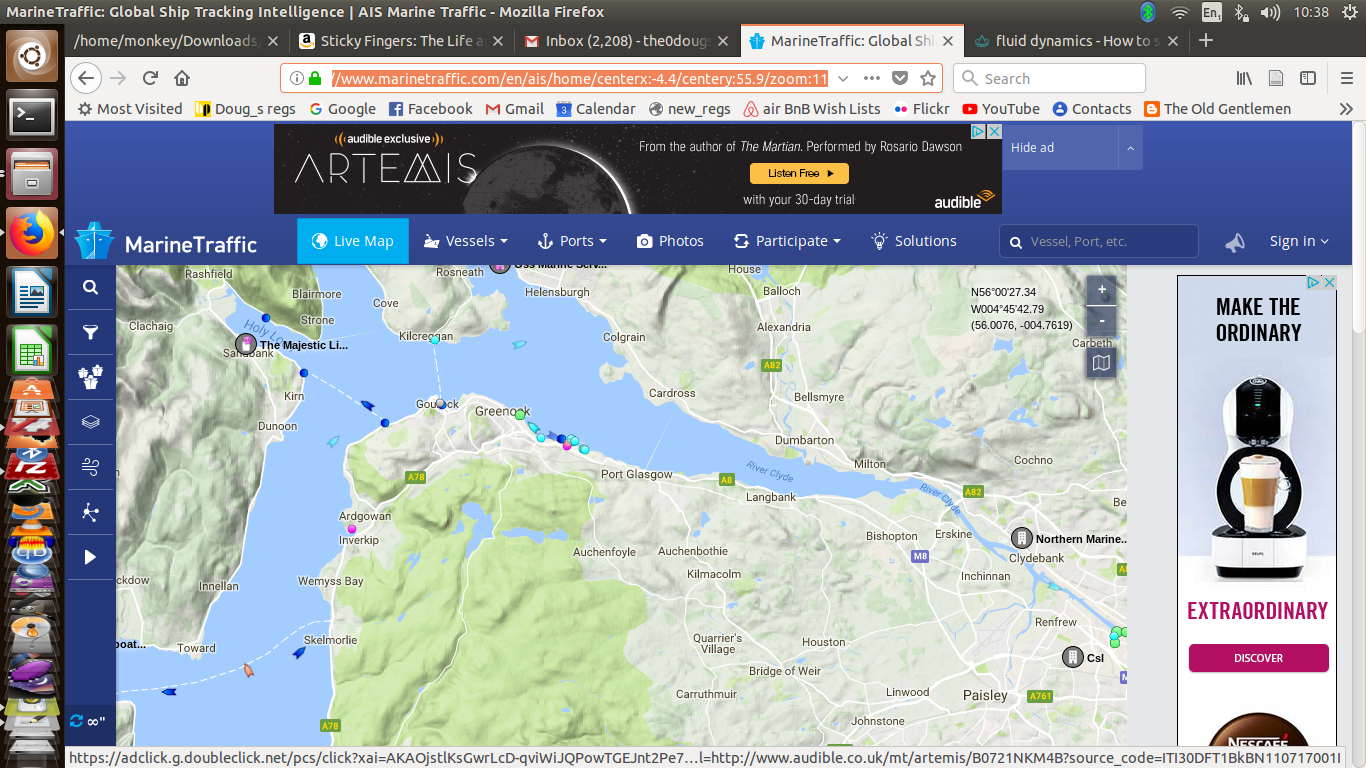 MarineTraffic: Global Ship Tracking Intelligence | AIS Marine Traffic - Mozilla Firefox
En1
10:38
/home/monkey/Downloads
Sticky Fingers: The Life a
Inbox (2,208) - the0doug
MarineTraffic: Global Shi
fluid dynamics - How to s
//www.marinetraffic.com/en/ais/home/centerx:-4.4/centery:55.9/zoom:11
Search
Most Visited
Doug_s regs
Google
Facebook
Gmail
3 Calendar
new_regs
air BnB Wish Lists
Flickr
YouTube
Contacts
The Old Gentlemen
audible exclusive
ARTEMIS
From the author of The Martian. Performed by Rosario Dawson
Listen Free
with your 30-day trial
audible
Hide ad
MarineTraffic
Live Map
Vessels
Ports
Photos
Participate
Solutions
Vessel, Port, etc.
Sign in
Rashfield
Rosneath
House
Blairmore
Helensburgh
Balloch
N56°00'27.34
W004°45'42.79
(56.0076, -004.7619)
+
-
Cove
Strone
Clachaig
Alexandria
Kilcreggan
Colgrain
Carbeth
The Majestic Li...
Sandbank
A82
Cardross
Kirn
Bellsmyre
Gourock
Greenock
Dunoon
Dumbarton
Milton
Cochno
River Clyde
Port Glasgow
A78
A8
A82
Langbank
River Clyde
Ardgowan
Inverkip
Bishopton
Erskine
Northern Marine..
Clydebank
Auchenfoyle
Auchenbothie
M8
Kilmacolm
Inchinnan
Wemyss Bay
Innellan
Renfrew
Skelmorlie
Quarrier's
Village
Houston
boat...
Toward
Csl
Bridge of Weir
Carruthmuir
Linwood
Paisley
A761
Johnstone
A78
∞"
MAKE THE
ORDINARY
KRUPS
EXTRAORDINARY
DISCOVER
NESCAFÉ
https://adclick.g.doubleclick.net/pcs/click?xai=AKAOjstlKsGwrLcD-qviWiJQPowTGEJnt2Pe7…l=http://www.audible.co.uk/mt/artemis/B0721NKM4B?source_code=ITI30DFT1BkBN110717001I